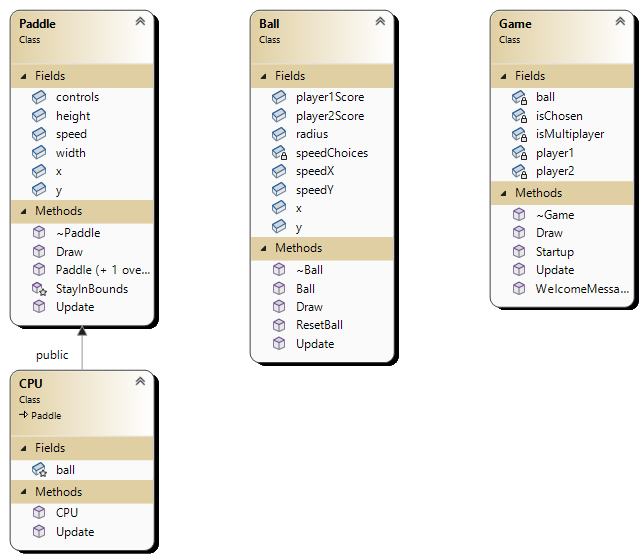 Paddle
Class
Fields
controls
height
speed
width
x
y
Methods
~Paddle
Draw
Paddle (+ 1 ove...
StayInBounds
Update
public
CPU
Class
Paddle
Fields
ball
Methods
CPU
Update
Ball
Class
Fields
player1Score
player2Score
radius
speedChoices
speedX
speedY
x
y
Methods
~Ball
Ball
Draw
ResetBall
Update
Game
Class
Fields
ball
isChosen
isMultiplayer
player1
player2
Methods
~Game
Draw
Startup
Update
WelcomeMessa...